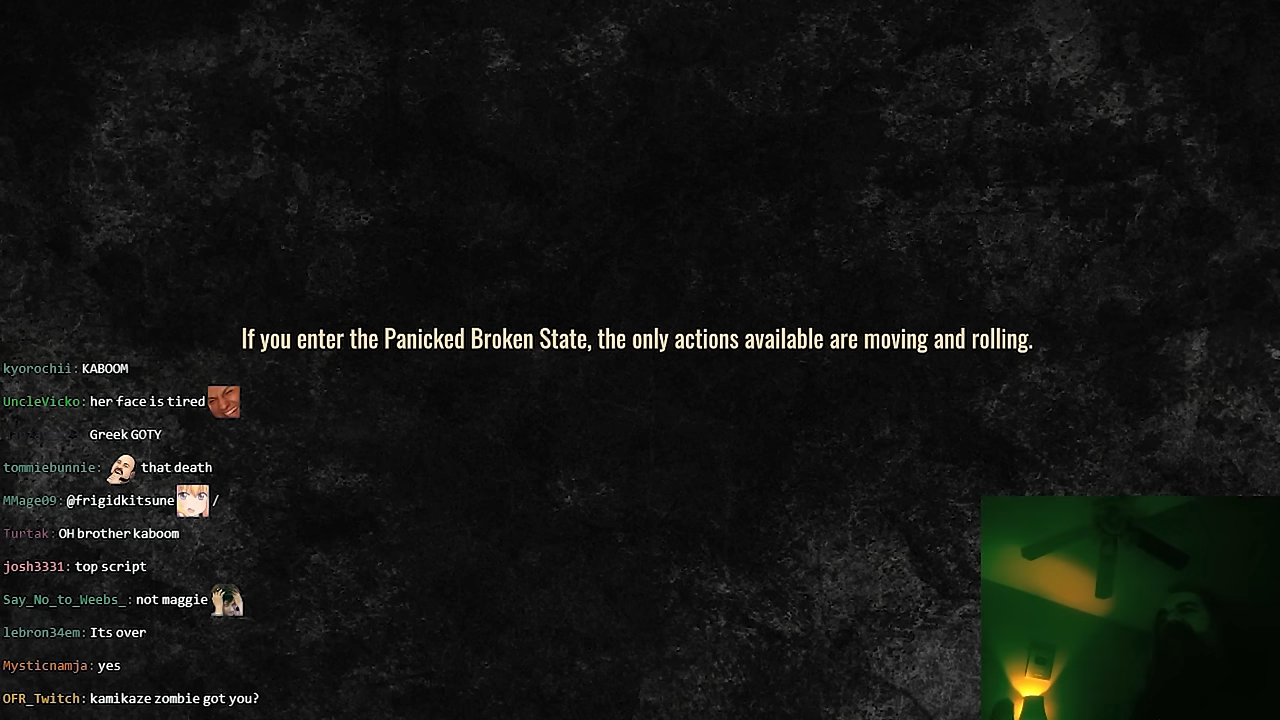 If you enter the Panicked Broken State, the only actions available are moving and rolling.
kyorochii: KABOOM
UncleVicko: her face is tired
Greek GOTY
tommiebunnie: that death
MMage09: @frigidkitsune /
Turtak: OH brother kaboom
josh3331: top script
Say_No_to_Weebs_: not maggie
lebron34em: Its over
Mysticnamja: yes
OFR_Twitch: kamikaze zombie got you?